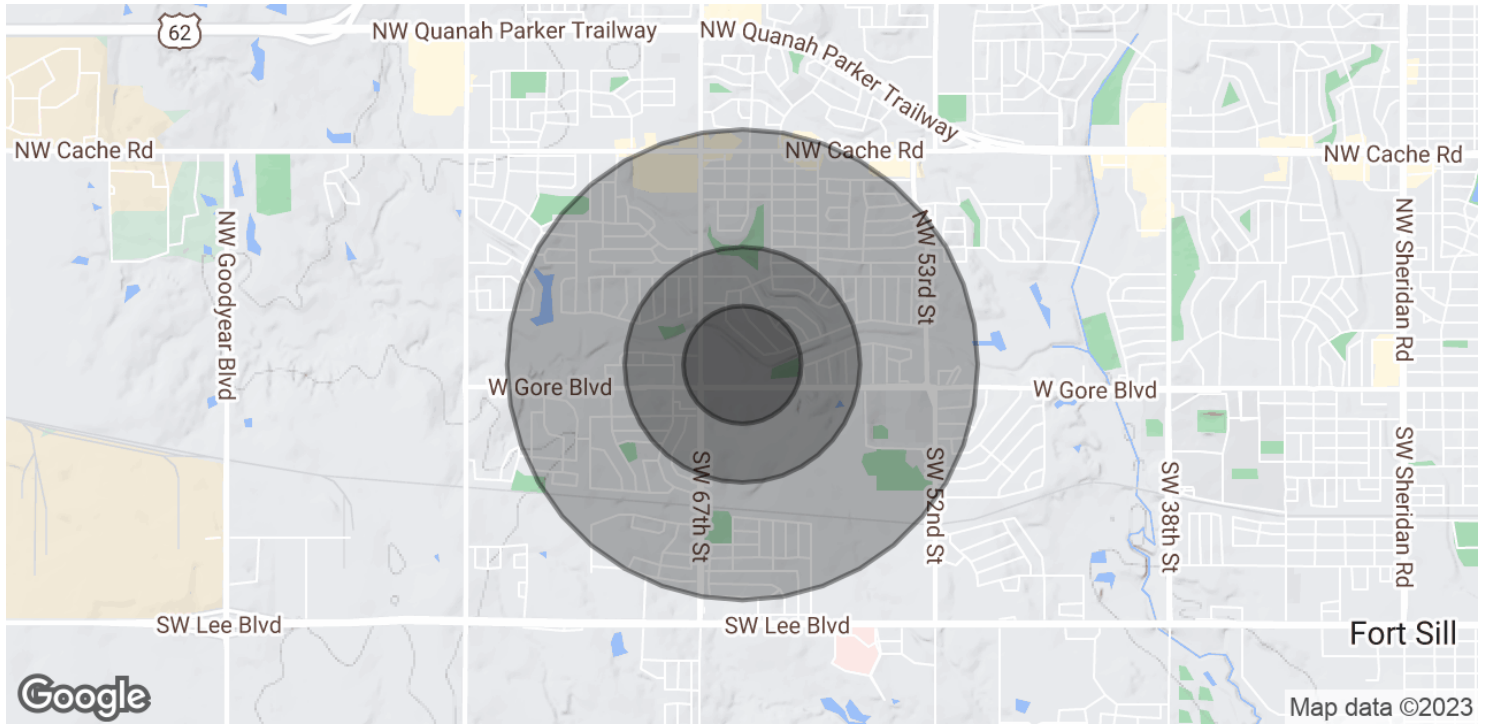 62
NW Quanah Parker Trailway
NW Quanah Parker Trailway
NW Cache Rd
NW Cache Rd
NW Cache Rd
NW Goodyear Blvd
NW 53rd St
NW Sheridan Rd
W Gore Blvd
W Gore Blvd
SW 67th St
SW 52nd St
SW 38th St
SW Sheridan Rd
SW Lee Blvd
SW Lee Blvd
Fort Sill
Google
Map data ©2023